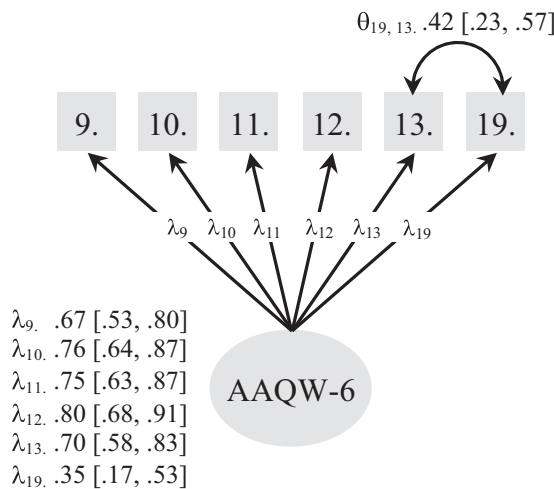 θ19, 13. .42 [.23, .57]
9. 10. 11. 12. 13. 19.
λ9 λ10 λ11 λ12 λ13 λ19
λ9. .67 [.53, .80]
λ10. .76 [.64, .87]
λ11. .75 [.63, .87]
λ12. .80 [.68, .91]
λ13. .70 [.58, .83]
λ19. .35 [.17, .53]
AAQW-6